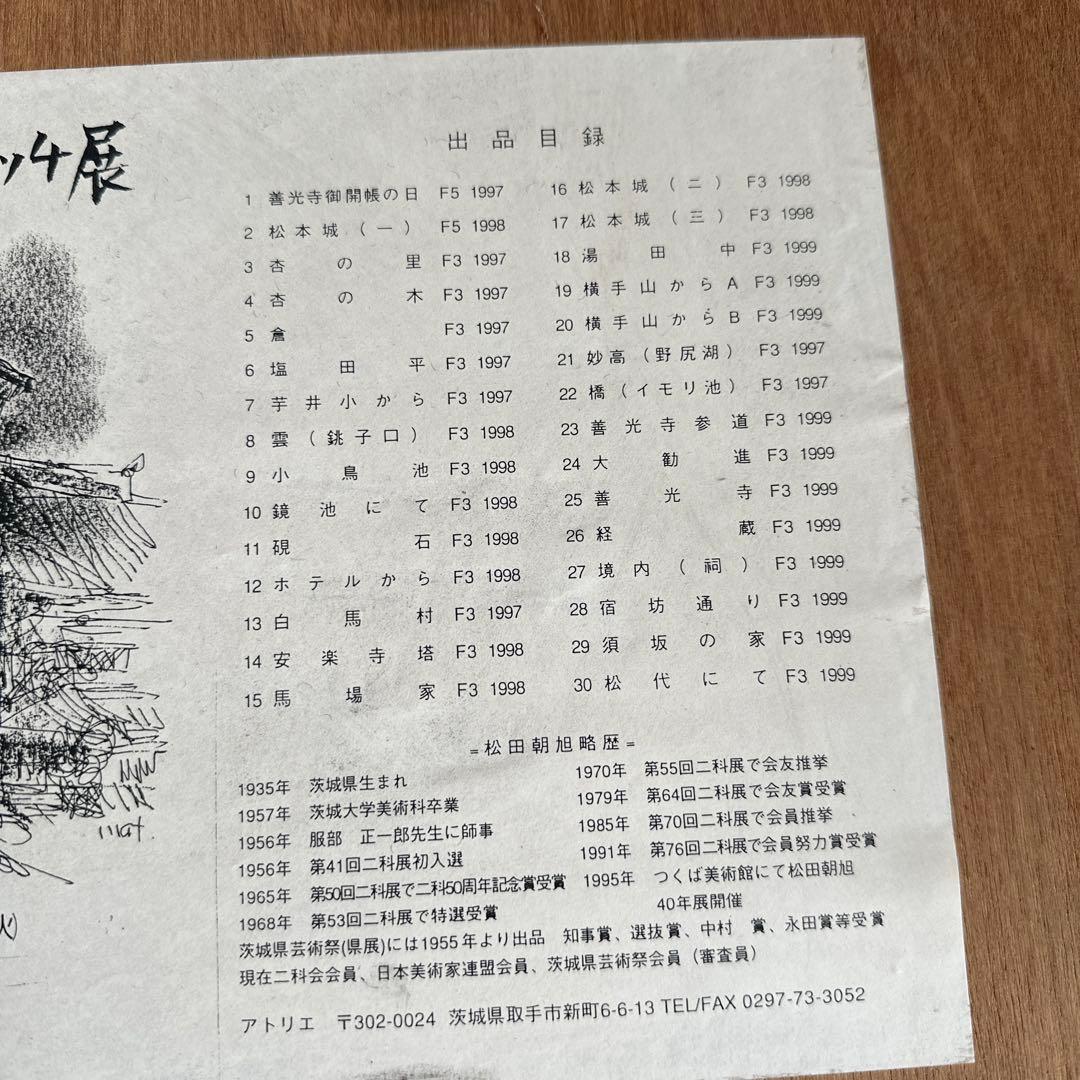 ッチ展
出品目録
1 善光寺御開帳の日 F5 1997
2 松本城(一) F5 1998
3 杏の里 F3 1997
4 杏の木 F3 1997
5 倉 F3 1997
6 塩田平 F3 1997
7 芋井小から F3 1997
8 雲(銚子口) F3 1998
9 小鳥池 F3 1998
10 鏡池にて F3 1998
11 硯石 F3 1998
12 ホテルから F3 1998
13 白馬村 F3 1997
14 安楽寺塔 F3 1998
15 馬場家 F3 1998
16 松本城(二) F3 1998
17 松本城(三) F3 1998
18 湯田中 F3 1999
19 横手山からA F3 1999
20 横手山からB F3 1999
21 妙高(野尻湖) F3 1997
22 橋(イモリ池) F3 1997
23 善光寺参道 F3 1999
24 大勧進 F3 1999
25 善光寺 F3 1999
26 経蔵 F3 1999
27 境内(祠) F3 1999
28 宿坊通り F3 1999
29 須坂の家 F3 1999
30 松代にて F3 1999
=松田朝旭略歴=
1935年 茨城県生まれ
1957年 茨城大学美術科卒業
1956年 服部 正一郎先生に師事
1956年 第41回二科展初入選
1965年 第50回二科展で二科50周年記念賞受賞
1968年 第53回二科展で特選受賞
1970年 第55回二科展で会友推挙
1979年 第64回二科展で会友賞受賞
1985年 第70回二科展で会員推挙
1991年 第76回二科展で会員努力賞受賞
1995年 つくば美術館にて松田朝旭
40年展開催
茨城県芸術祭(県展)には1955年より出品 知事賞、選抜賞、中村 賞、永田賞等受賞
現在二科会会員、日本美術家連盟会員、茨城県芸術祭会員(審査員)
アトリエ 〒302-0024 茨城県取手市新町6-6-13 TEL/FAX 0297-73-3052
mat.
火)